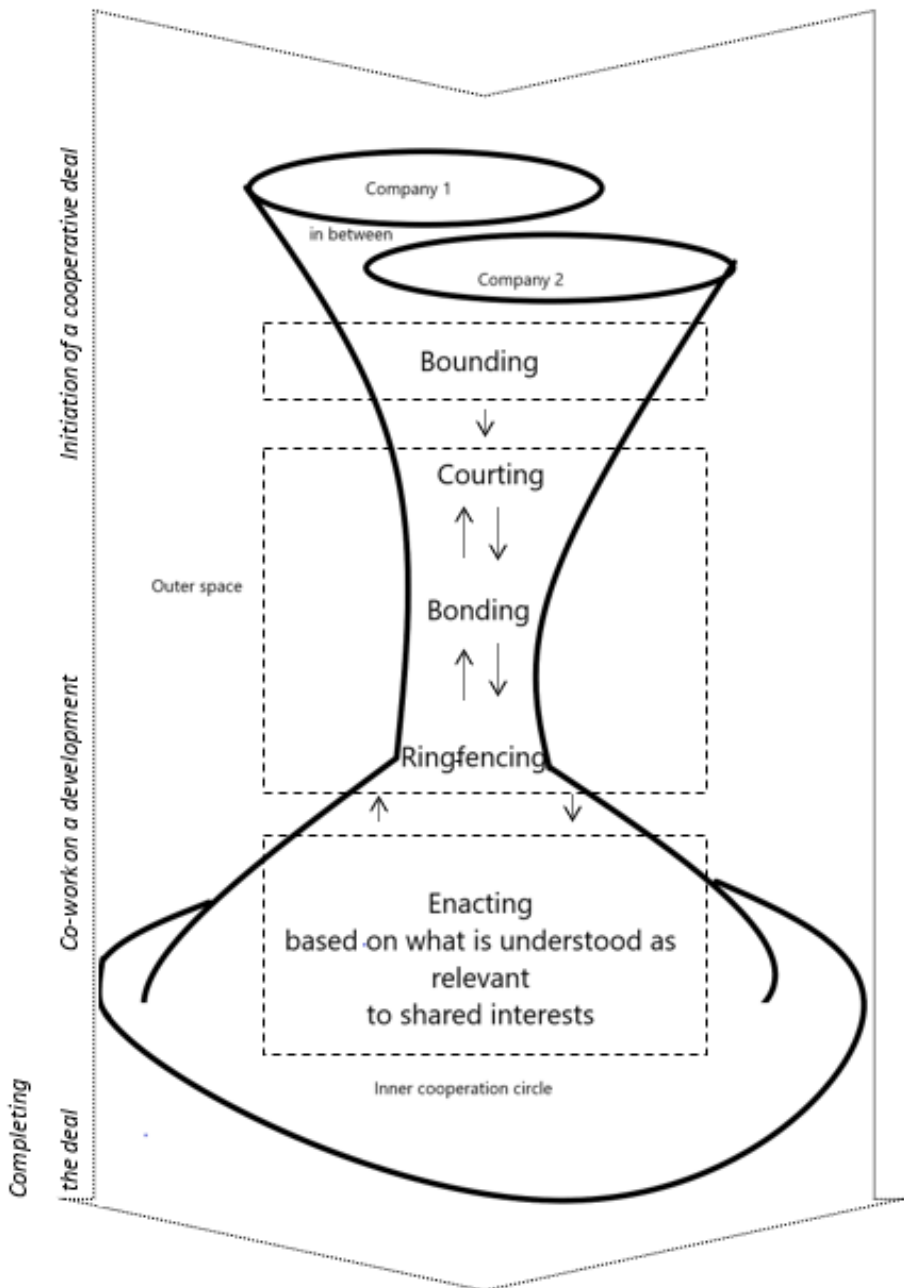 Initiation of a cooperative deal
Company 1
in between
Company 2
Bounding
Courting
Outer space
Bonding
Co-work on a development
Ringfencing
Enacting
based on what is understood as
relevant
to shared interests
Inner cooperation circle
Completing
the deal